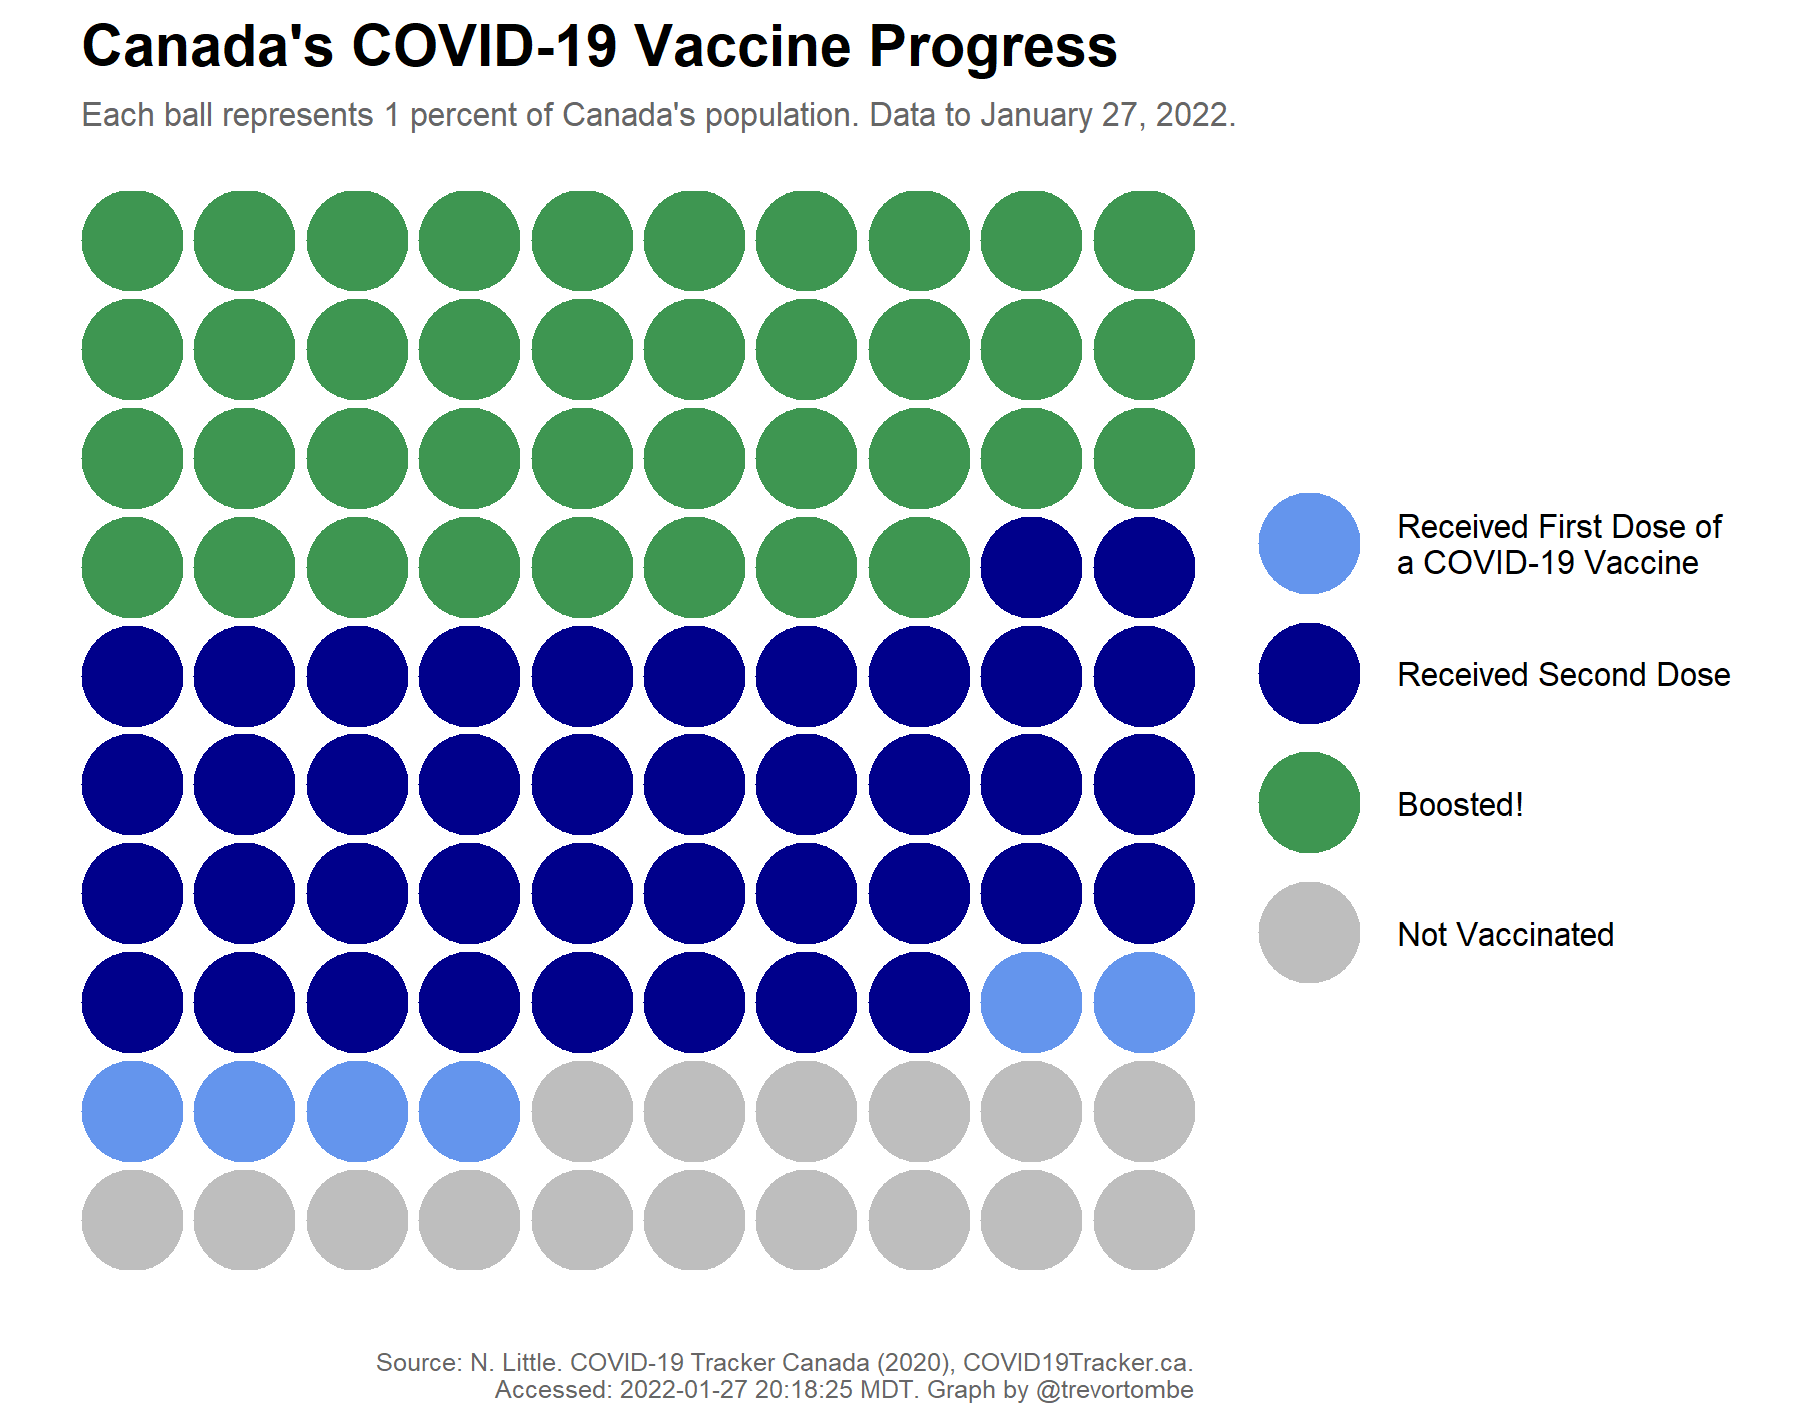 Canada's COVID-19 Vaccine Progress
Each ball represents 1 percent of Canada's population. Data to January 27, 2022.
Received First Dose of
a COVID-19 Vaccine
Received Second Dose
Boosted!
Not Vaccinated
Source: N. Little. COVID-19 Tracker Canada (2020), COVID19Tracker.ca.
Accessed: 2022-01-27 20:18:25 MDT. Graph by @trevortombe